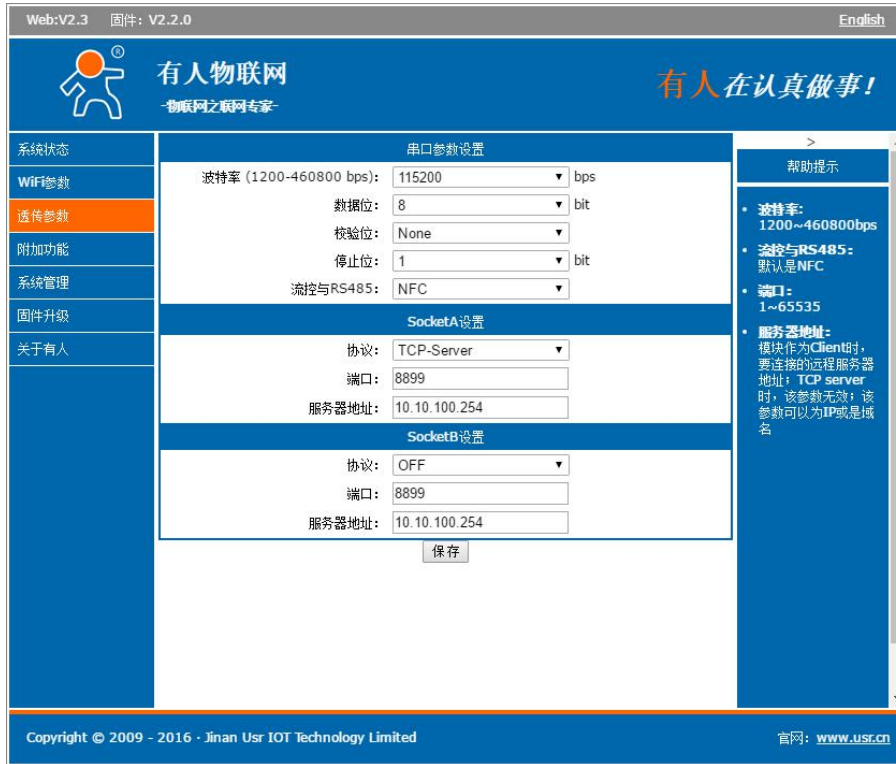 Web:V2.3 固件: V2.2.0 English
®
有人物联网
-物联网之联网专家-
有人在认真做事!
系统状态
WiFi参数
透传参数
附加功能
系统管理
固件升级
关于有人
串口参数设置
波特率 (1200-460800 bps): 115200 bps
数据位: 8 bit
校验位: None
停止位: 1 bit
流控与RS485: NFC
SocketA设置
协议: TCP-Server
端口: 8899
服务器地址: 10.10.100.254
SocketB设置
协议: OFF
端口: 8899
服务器地址: 10.10.100.254
保存
>
帮助提示
• 波特率:
1200~460800bps
• 流控与RS485:
默认是NFC
• 端口:
1~65535
• 服务器地址:
模块作为Client时,
要连接的远程服务器
地址; TCP server
时, 该参数无效; 该
参数可以为IP或是域
名
Copyright © 2009 - 2016 · Jinan Usr IOT Technology Limited
官网: www.usr.cn